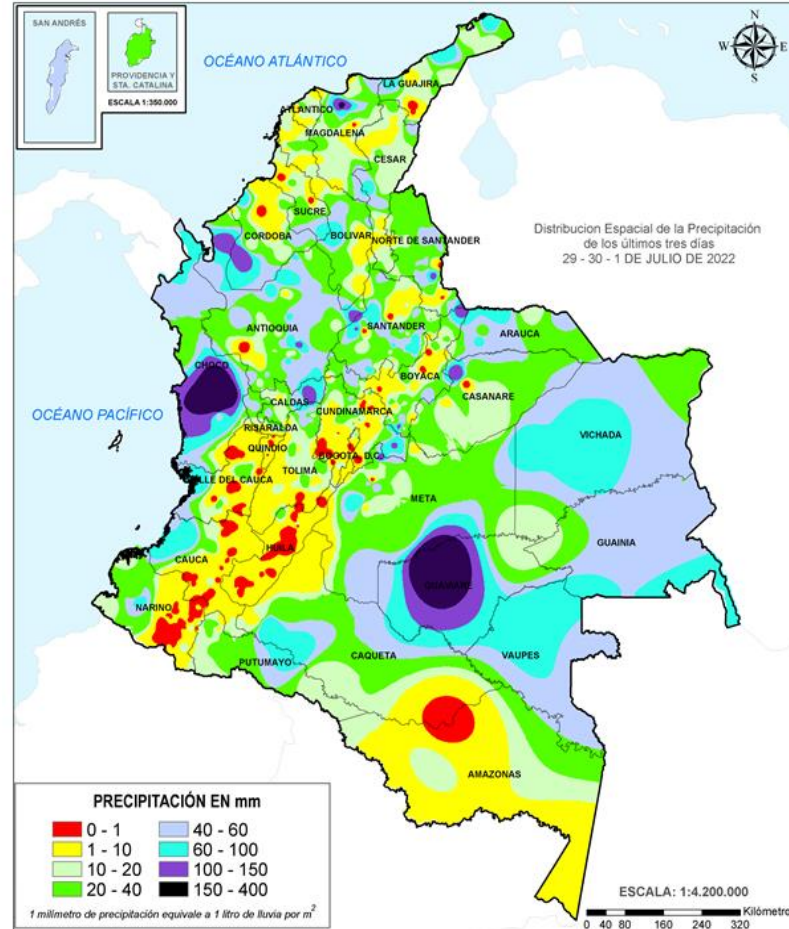 SAN ANDRÉS
PROVIDENCIA Y
STA. CATALINA
ESCALA 1:350.000
OCÉANO ATLÁNTICO
N
W
E
S
LA GUAJIRA
ATLANTICO
MAGDALENA
CESAR
SUCRE
CORDOBA
BOLIVAR
NORTE DE SANTANDER
Distribucion Espacial de la Precipitación
de los últimos tres días
29 - 30 - 1 DE JULIO DE 2022
ANTIOQUIA
SANTANDER
ARAUCA
CHOCO
BOYACA
CASANARE
OCÉANO PACÍFICO
CALDAS
CUNDINAMARCA
RISARALDA
VICHADA
QUINDIO
BOGOTA, D.C.
TOLIMA
VALLE DEL CAUCA
META
GUAINIA
CAUCA
HUILA
GUAVIARE
NARIÑO
PUTUMAYO
CAQUETA
VAUPES
AMAZONAS
PRECIPITACIÓN EN mm
0 - 1
40 - 60
1 - 10
60 - 100
10 - 20
100 - 150
20 - 40
150 - 400
1 milímetro de precipitación equivale a 1 litro de lluvia por m²
ESCALA: 1:4.200.000
Kilómetro
0 40 80 160 240 320